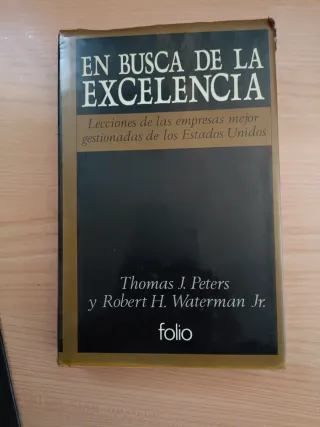 EN BUSCA DE LA
EXCELENCIA
Lecciones de las empresas mejor
gestionadas de los Estados Unidos
Thomas J. Peters
y Robert H. Waterman Jr.
folio